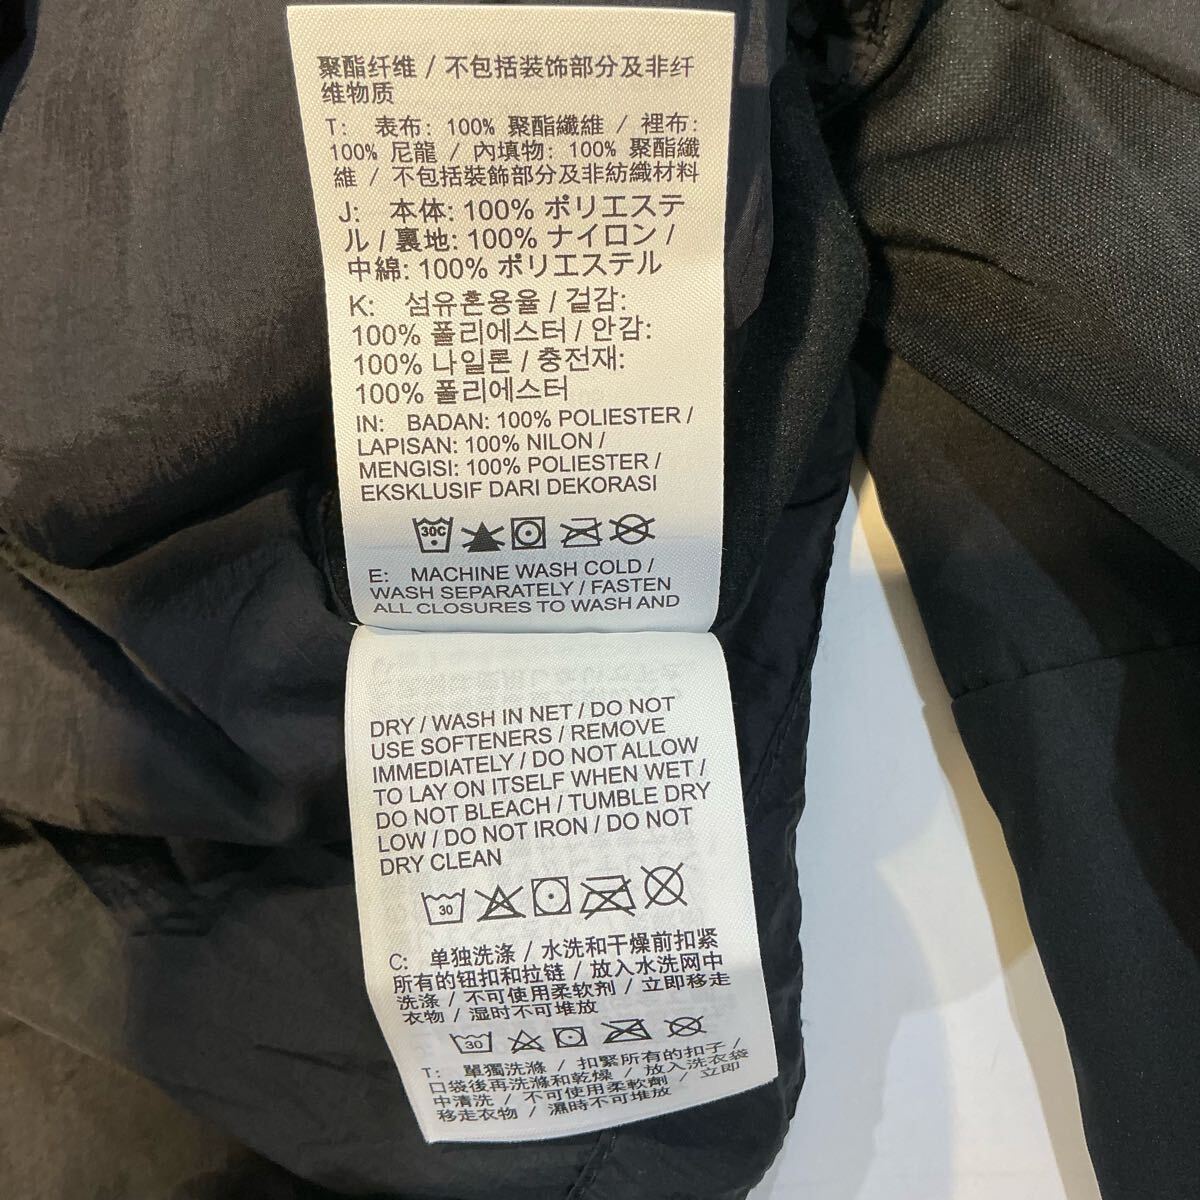 聚酯纤维 / 不包括装饰部分及非纤
维物质
T: 表布: 100% 聚酯纖維 / 裡布:
100% 尼龍 / 內填物: 100% 聚酯纖
維 / 不包括裝飾部分及非紡織材料
J: 本体: 100% ポリエステ
ル / 裏地: 100% ナイロン /
中綿: 100% ポリエステル
K: 섬유혼용율 / 겉감:
100% 폴리에스터 / 안감:
100% 나일론 / 충전재:
100% 폴리에스터
IN: BADAN: 100% POLIESTER /
LAPISAN: 100% NILON /
MENGISI: 100% POLIESTER /
EKSKLUSIF DARI DEKORASI
30C
E: MACHINE WASH COLD /
WASH SEPARATELY / FASTEN
ALL CLOSURES TO WASH AND
DRY / WASH IN NET / DO NOT
USE SOFTENERS / REMOVE
IMMEDIATELY / DO NOT ALLOW
TO LAY ON ITSELF WHEN WET /
DO NOT BLEACH / TUMBLE DRY
LOW / DO NOT IRON / DO NOT
DRY CLEAN
30
C: 单独洗涤 / 水洗和干燥前扣紧
所有的钮扣和拉链 / 放入水洗网中
洗涤 / 不可使用柔软剂 / 立即移走
衣物 / 湿时不可堆放
30
T: 單獨洗滌 / 扣緊所有的扣子 /
口袋後再洗滌和乾燥 / 放入洗衣袋
中清洗 / 不可使用柔軟劑 / 立即
移走衣物 / 濕時不可堆放